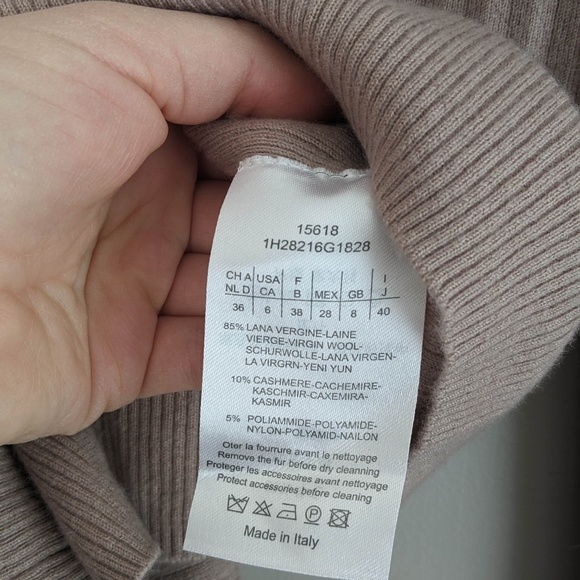 15618
1H28216G1828
CH A USA F I
NL D CA B MEX GB J
36 6 38 28 8 40
85% LANA VERGINE-LAINE
VIERGE-VIRGIN WOOL-
SCHURWOLLE-LANA VIRGEN-
LA VIRGRN-YENI YUN
10% CASHMERE-CACHEMIRE-
KASCHMIR-CAXEMIRA-
KASMIR
5% POLIAMMIDE-POLYAMIDE-
NYLON-POLYAMID-NAILON
Oter la fourrure avant le nettoyage
Remove the fur before dry cleanning
Proteger les accessoires avant nettoyage
Protect accessories before cleaning
P
Made in Italy